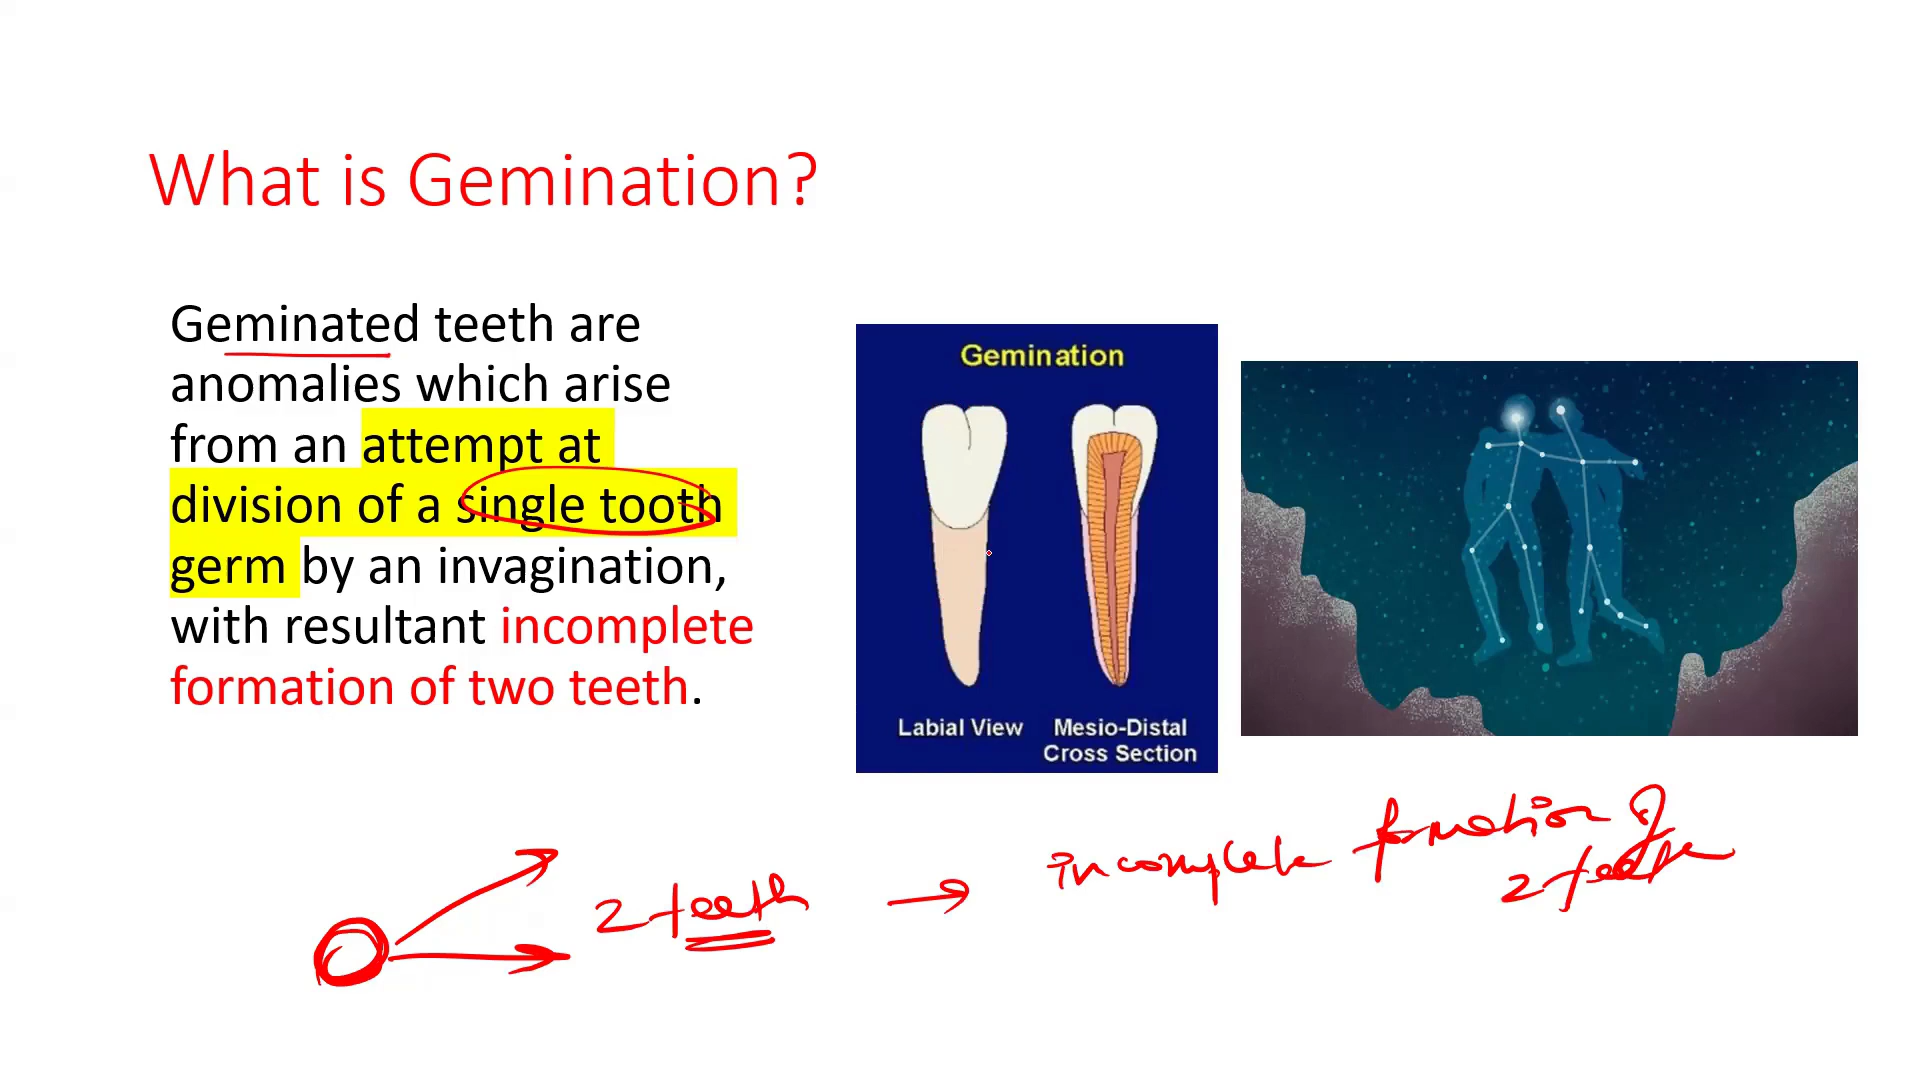 What is Gemination?
Geminated teeth are
anomalies which arise
from an attempt at
division of a single tooth
germ by an invagination,
with resultant incomplete
formation of two teeth.
Gemination
Labial View
Mesio-Distal
Cross Section
2 teeth
incomplete formation of
2 teeth